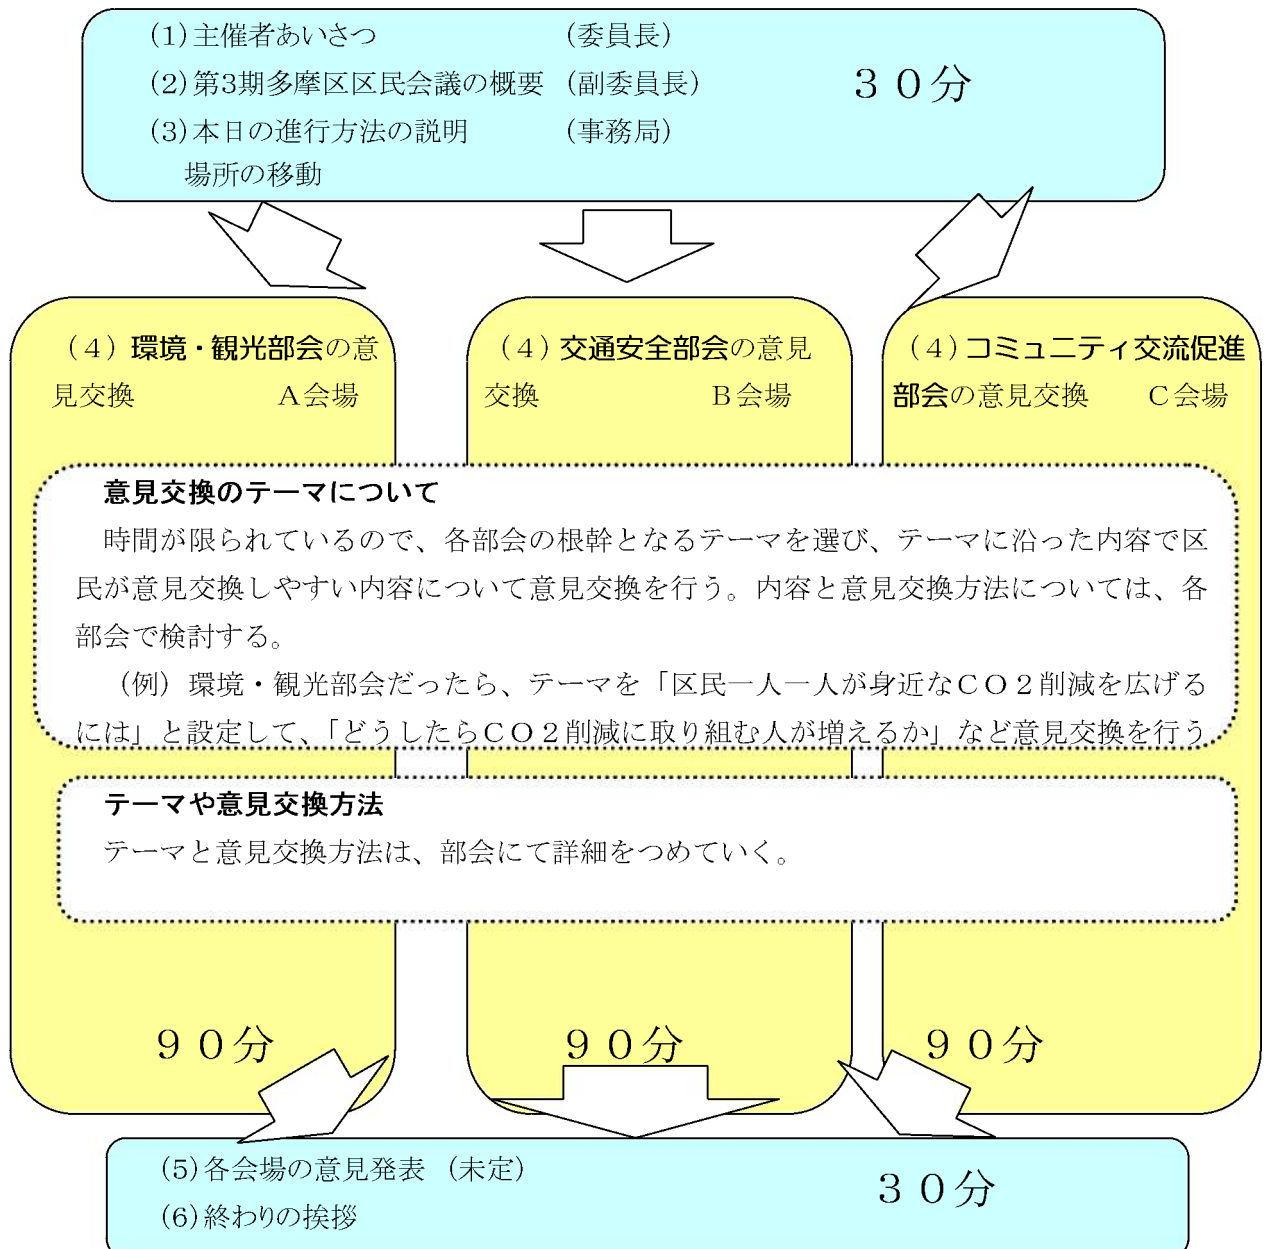 (1)主催者あいさつ (委員長)
(2)第3期多摩区区民会議の概要 (副委員長)
(3)本日の進行方法の説明 (事務局)
場所の移動
３０分
(４)環境・観光部会の意
見交換 Ａ会場
(４)交通安全部会の意見
交換 Ｂ会場
(４)コミュニティ交流促進
部会の意見交換 Ｃ会場
意見交換のテーマについて
時間が限られているので、各部会の根幹となるテーマを選び、テーマに沿った内容で区
民が意見交換しやすい内容について意見交換を行う。内容と意見交換方法については、各
部会で検討する。
(例）環境・観光部会だったら、テーマを「区民一人一人が身近なＣＯ２削減を広げる
には」と設定して、「どうしたらＣＯ２削減に取り組む人が増えるか」など意見交換を行う
テーマや意見交換方法
テーマと意見交換方法は、部会にて詳細をつめていく。
９０分
９０分
９０分
(5)各会場の意見発表 (未定)
(6)終わりの挨拶
３０分